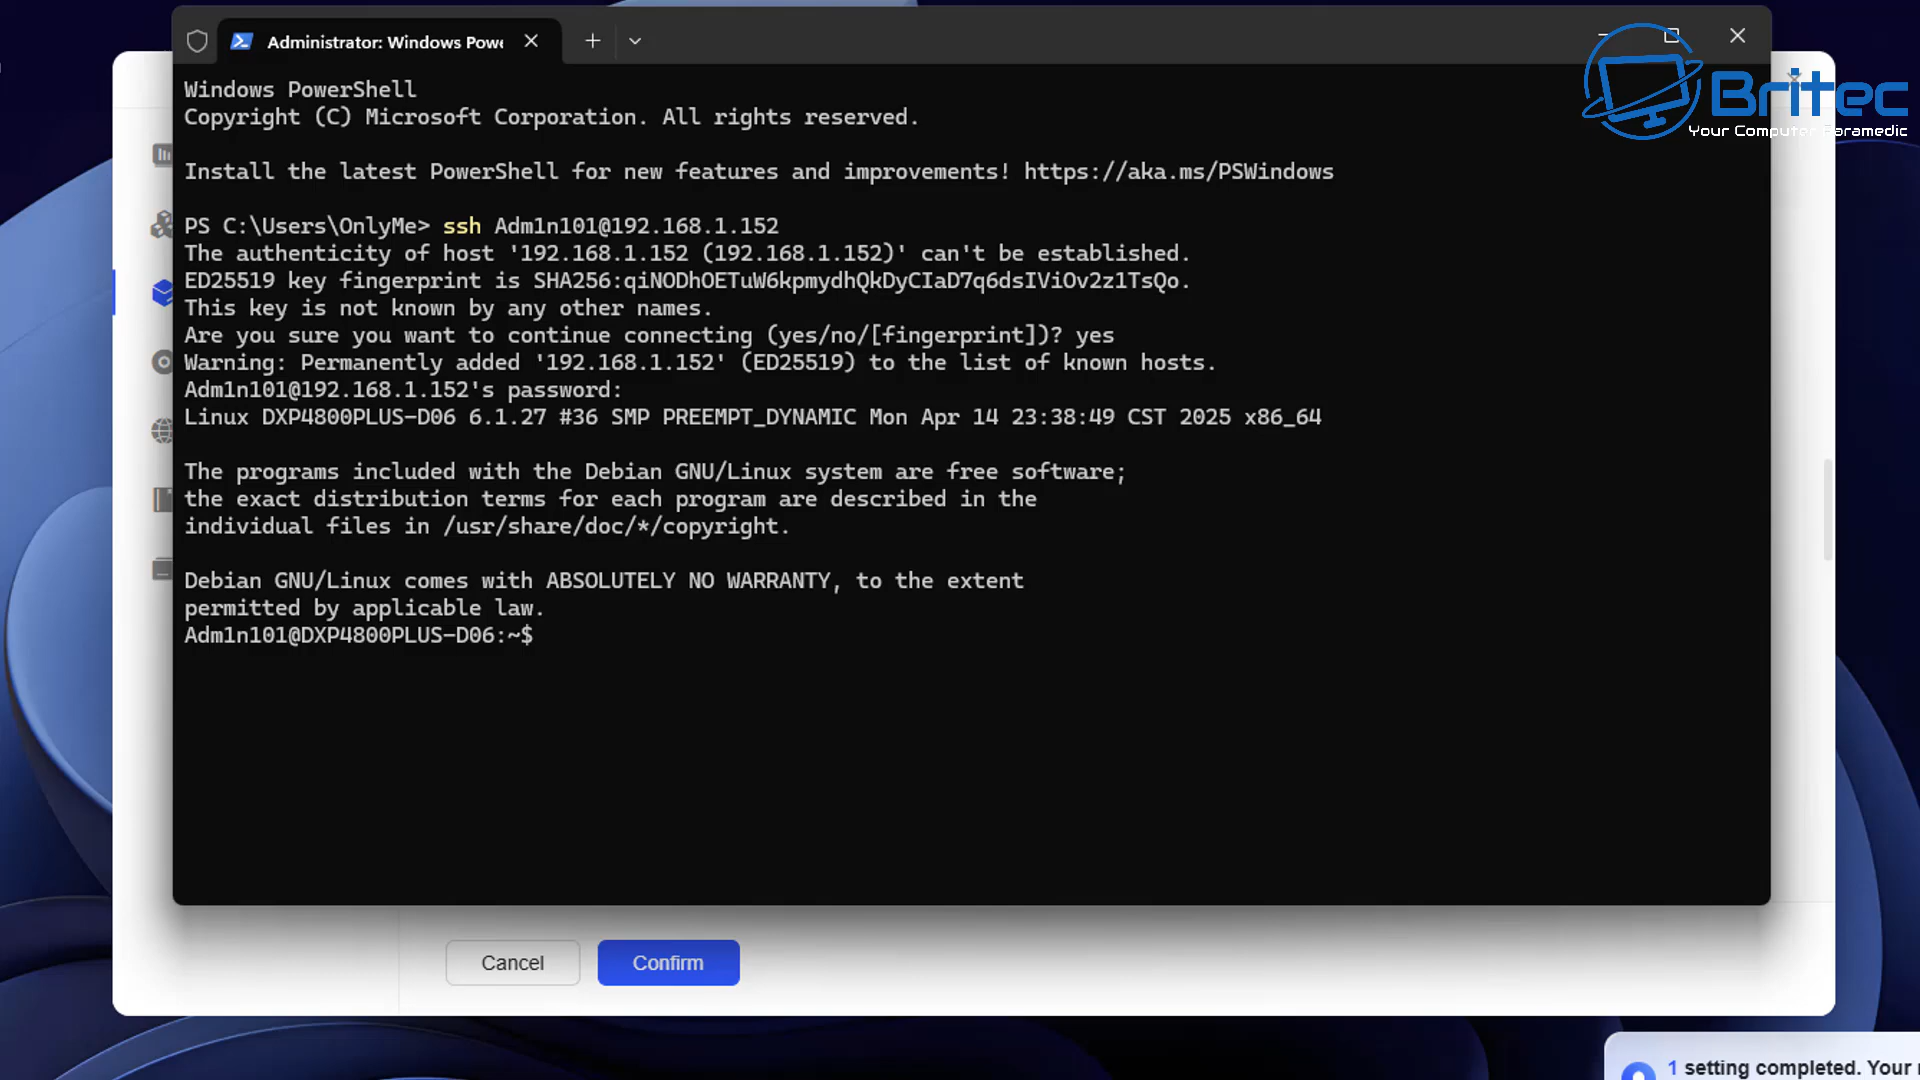 Administrator: Windows Powe
Britec
Your Computer Paramedic
Windows PowerShell
Copyright (C) Microsoft Corporation. All rights reserved.
Install the latest PowerShell for new features and improvements! https://aka.ms/PSWindows
PS C:\Users\OnlyMe> ssh Adm1n101@192.168.1.152
The authenticity of host '192.168.1.152 (192.168.1.152)' can't be established.
ED25519 key fingerprint is SHA256:qiNODhOETuW6kpmydhQkDyCIaD7q6dsIViOv2z1TsQo.
This key is not known by any other names.
Are you sure you want to continue connecting (yes/no/[fingerprint])? yes
Warning: Permanently added '192.168.1.152' (ED25519) to the list of known hosts.
Adm1n101@192.168.1.152's password:
Linux DXP4800PLUS-D06 6.1.27 #36 SMP PREEMPT_DYNAMIC Mon Apr 14 23:38:49 CST 2025 x86_64
The programs included with the Debian GNU/Linux system are free software;
the exact distribution terms for each program are described in the
individual files in /usr/share/doc/*/copyright.
Debian GNU/Linux comes with ABSOLUTELY NO WARRANTY, to the extent
permitted by applicable law.
Adm1n101@DXP4800PLUS-D06:~$
Cancel
Confirm
1 setting completed. Your